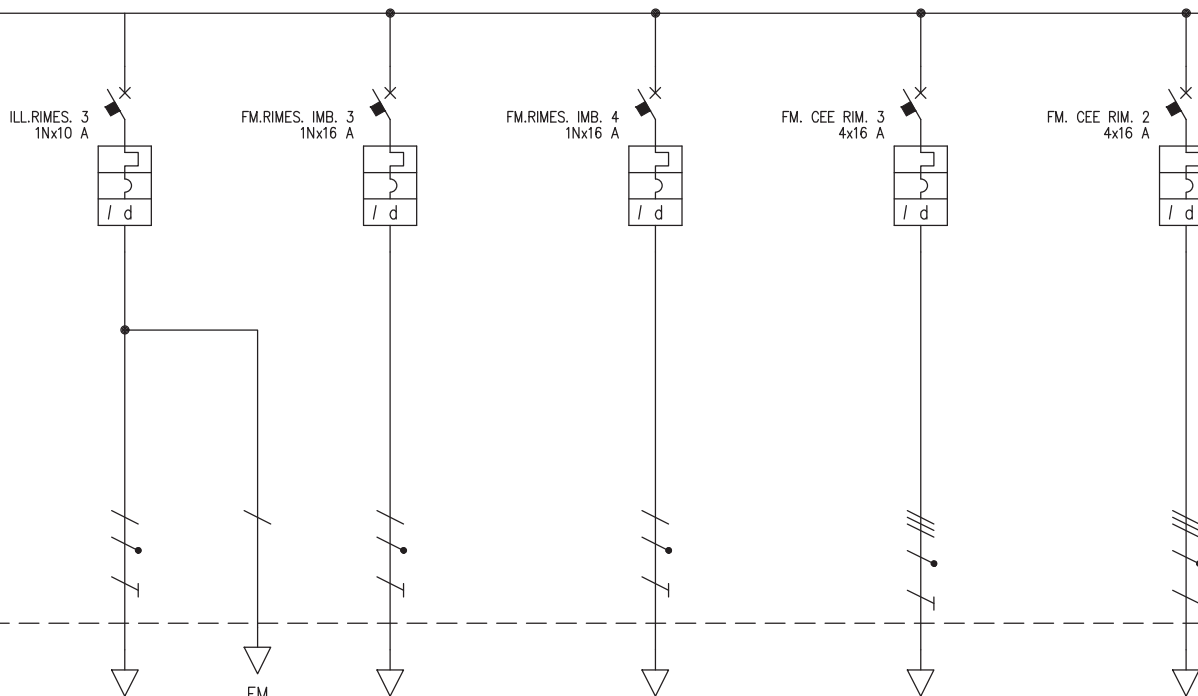 ILL.RIMES. 3
1Nx10 A
FM.RIMES. IMB. 3
1Nx16 A
FM.RIMES. IMB. 4
1Nx16 A
FM. CEE RIM. 3
4x16 A
FM. CEE RIM. 2
4x16 A
I d
I d
I d
I d
I d